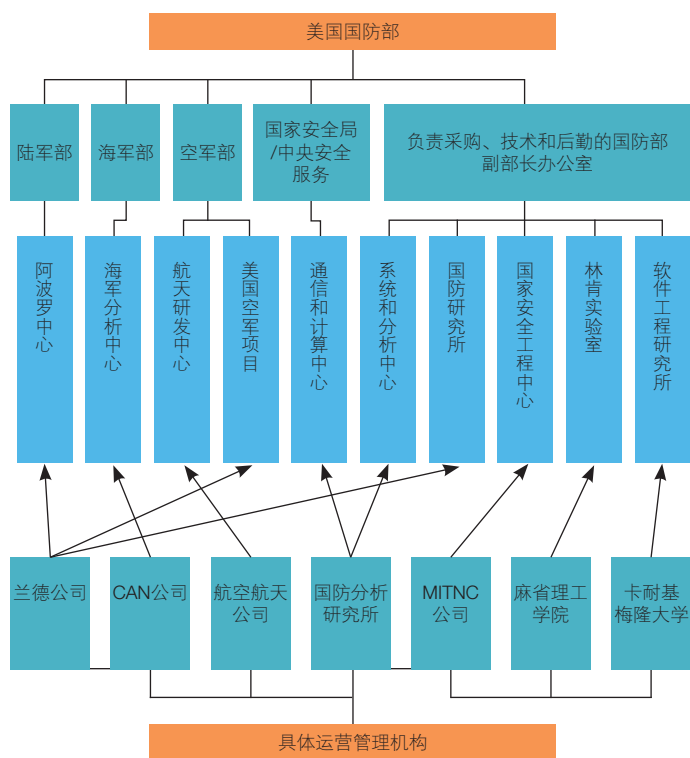 美国国防部
陆军部
海军部
空军部
国家安全局
/中央安全
服务
负责采购、技术和后勤的国防部
副部长办公室
阿波罗中心
海军分析中心
航天研发中心
美国空军项目
通信和计算中心
系统和分析中心
国防研究所
国家安全工程中心
林肯实验室
软件工程研究所
兰德公司
CAN公司
航空航天
公司
国防分析
研究所
MITNC
公司
麻省理工
学院
卡耐基
梅隆大学
具体运营管理机构